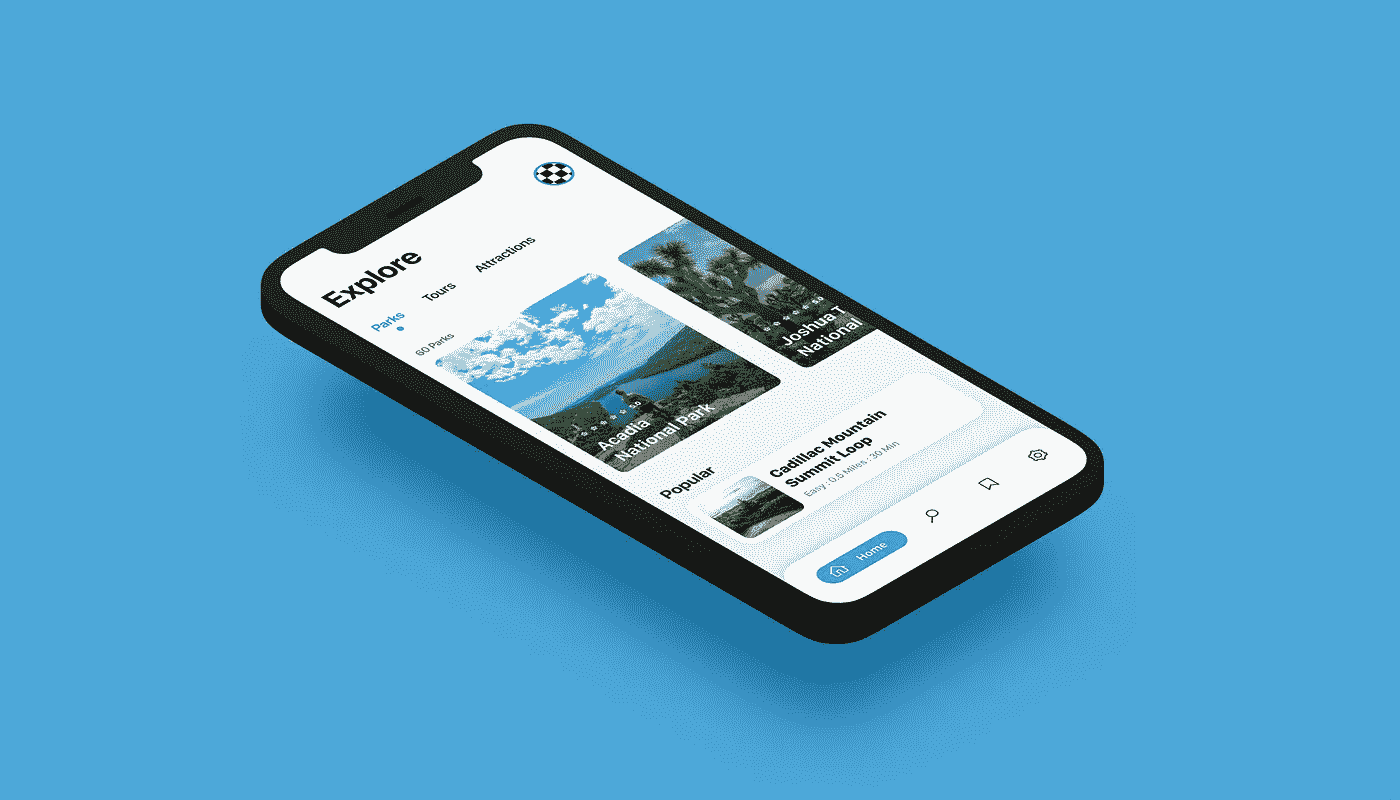 Explore
Parks
Tours
Attractions
60 Parks
Acadia
National Park
Joshua T
National
Popular
Cadillac Mountain
Summit Loop
Easy · 0.5 Miles · 30 Min
Home